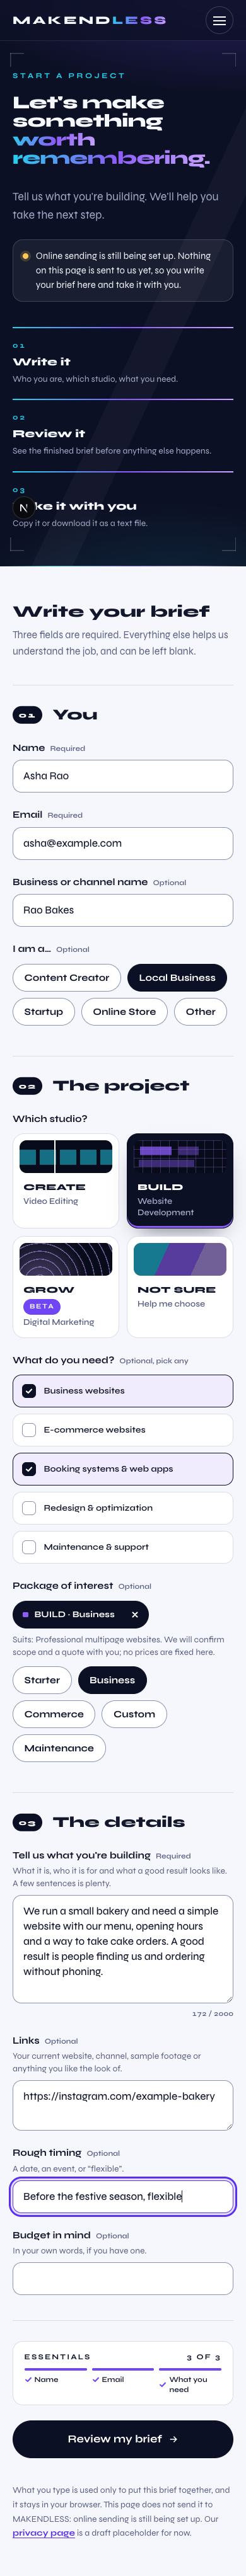 MAKENDLESS
START A PROJECT
Let's make
something
worth
remembering.
Tell us what you're building. We'll help you
take the next step.
Online sending is still being set up. Nothing
on this page is sent to us yet, so you write
your brief here and take it with you.
01
Write it
Who you are, which studio, what you need.
02
Review it
See the finished brief before anything else happens.
03
N
ke it with you
Copy it or download it as a text file.
Write your brief
Three fields are required. Everything else helps us
understand the job, and can be left blank.
01 You
Name Required
Asha Rao
Email Required
asha@example.com
Business or channel name Optional
Rao Bakes
I am a... Optional
Content Creator Local Business
Startup Online Store Other
02 The project
Which studio?
CREATE
Video Editing
BUILD
Website
Development
GROW
BETA
Digital Marketing
NOT SURE
Help me choose
What do you need? Optional, pick any
Business websites
E-commerce websites
Booking systems & web apps
Redesign & optimization
Maintenance & support
Package of interest Optional
BUILD · Business ×
Suits: Professional multipage websites. We will confirm
scope and a quote with you; no prices are fixed here.
Starter Business
Commerce Custom
Maintenance
03 The details
Tell us what you're building Required
What it is, who it is for and what a good result looks like.
A few sentences is plenty.
We run a small bakery and need a simple
website with our menu, opening hours
and a way to take cake orders. A good
result is people finding us and ordering
without phoning.
172 / 2000
Links Optional
Your current website, channel, sample footage or
anything you like the look of.
https://instagram.com/example-bakery
Rough timing Optional
A date, an event, or "flexible".
Before the festive season, flexible
Budget in mind Optional
In your own words, if you have one.
ESSENTIALS 3 OF 3
Name Email What you
need
Review my brief →
What you type is used only to put this brief together, and
it stays in your browser. This page does not send it to
MAKENDLESS: online sending is still being set up. Our
privacy page is a draft placeholder for now.